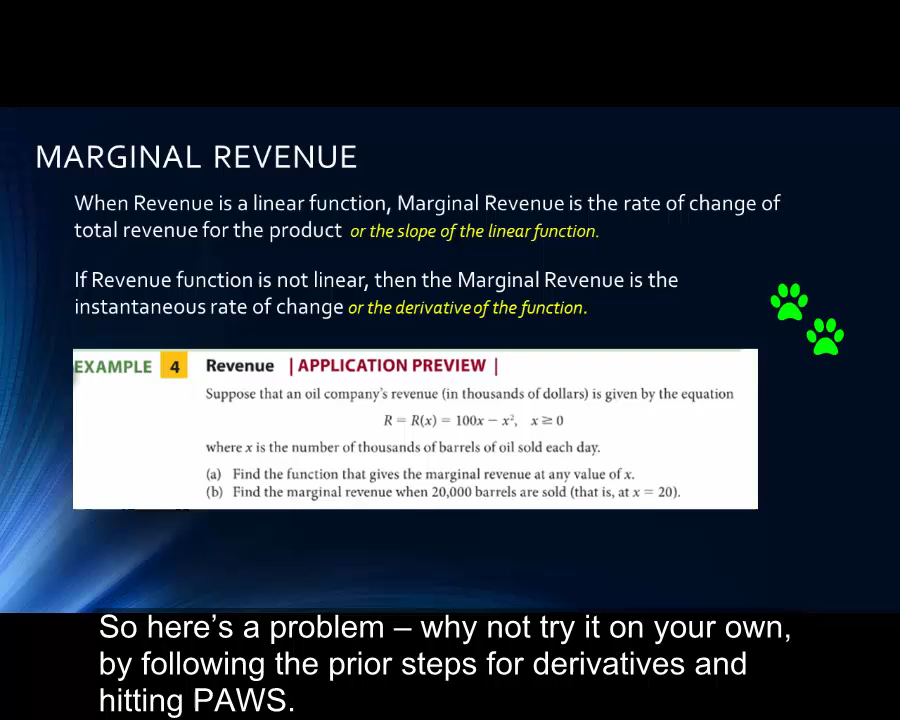 MARGINAL REVENUE
When Revenue is a linear function, Marginal Revenue is the rate of change of
total revenue for the product or the slope of the linear function.
If Revenue function is not linear, then the Marginal Revenue is the
instantaneous rate of change or the derivative of the function.
EXAMPLE 4 Revenue | APPLICATION PREVIEW |
Suppose that an oil company's revenue (in thousands of dollars) is given by the equation
R = R(x) = 100x − x², x ≥ 0
where x is the number of thousands of barrels of oil sold each day.
(a) Find the function that gives the marginal revenue at any value of x.
(b) Find the marginal revenue when 20,000 barrels are sold (that is, at x = 20).
So here's a problem – why not try it on your own,
by following the prior steps for derivatives and
hitting PAWS.